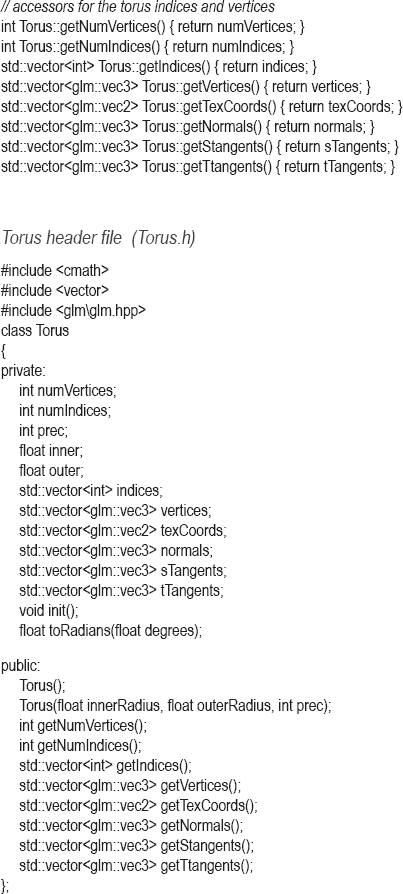 // accessors for the torus indices and vertices
int Torus::getNumVertices() { return numVertices; }
int Torus::getNumIndices() { return numIndices; }
std::vector<int> Torus::getIndices() { return indices; }
std::vector<glm::vec3> Torus::getVertices() { return vertices; }
std::vector<glm::vec2> Torus::getTexCoords() { return texCoords; }
std::vector<glm::vec3> Torus::getNormals() { return normals; }
std::vector<glm::vec3> Torus::getStangents() { return sTangents; }
std::vector<glm::vec3> Torus::getTtangents() { return tTangents; }
Torus header file (Torus.h)
#include <cmath>
#include <vector>
#include <glm\glm.hpp>
class Torus
{
private:
int numVertices;
int numIndices;
int prec;
float inner;
float outer;
std::vector<int> indices;
std::vector<glm::vec3> vertices;
std::vector<glm::vec2> texCoords;
std::vector<glm::vec3> normals;
std::vector<glm::vec3> sTangents;
std::vector<glm::vec3> tTangents;
void init();
float toRadians(float degrees);
public:
Torus();
Torus(float innerRadius, float outerRadius, int prec);
int getNumVertices();
int getNumIndices();
std::vector<int> getIndices();
std::vector<glm::vec3> getVertices();
std::vector<glm::vec2> getTexCoords();
std::vector<glm::vec3> getNormals();
std::vector<glm::vec3> getStangents();
std::vector<glm::vec3> getTtangents();
};